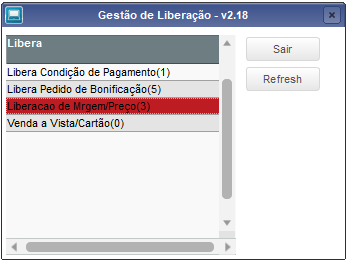 Gestão de Liberação - v2.18
Libera
Sair
Libera Condição de Pagamento(1)
Refresh
Libera Pedido de Bonificação(5)
Liberacao de Mrgem/Preço(3)
Venda a Vista/Cartão(0)